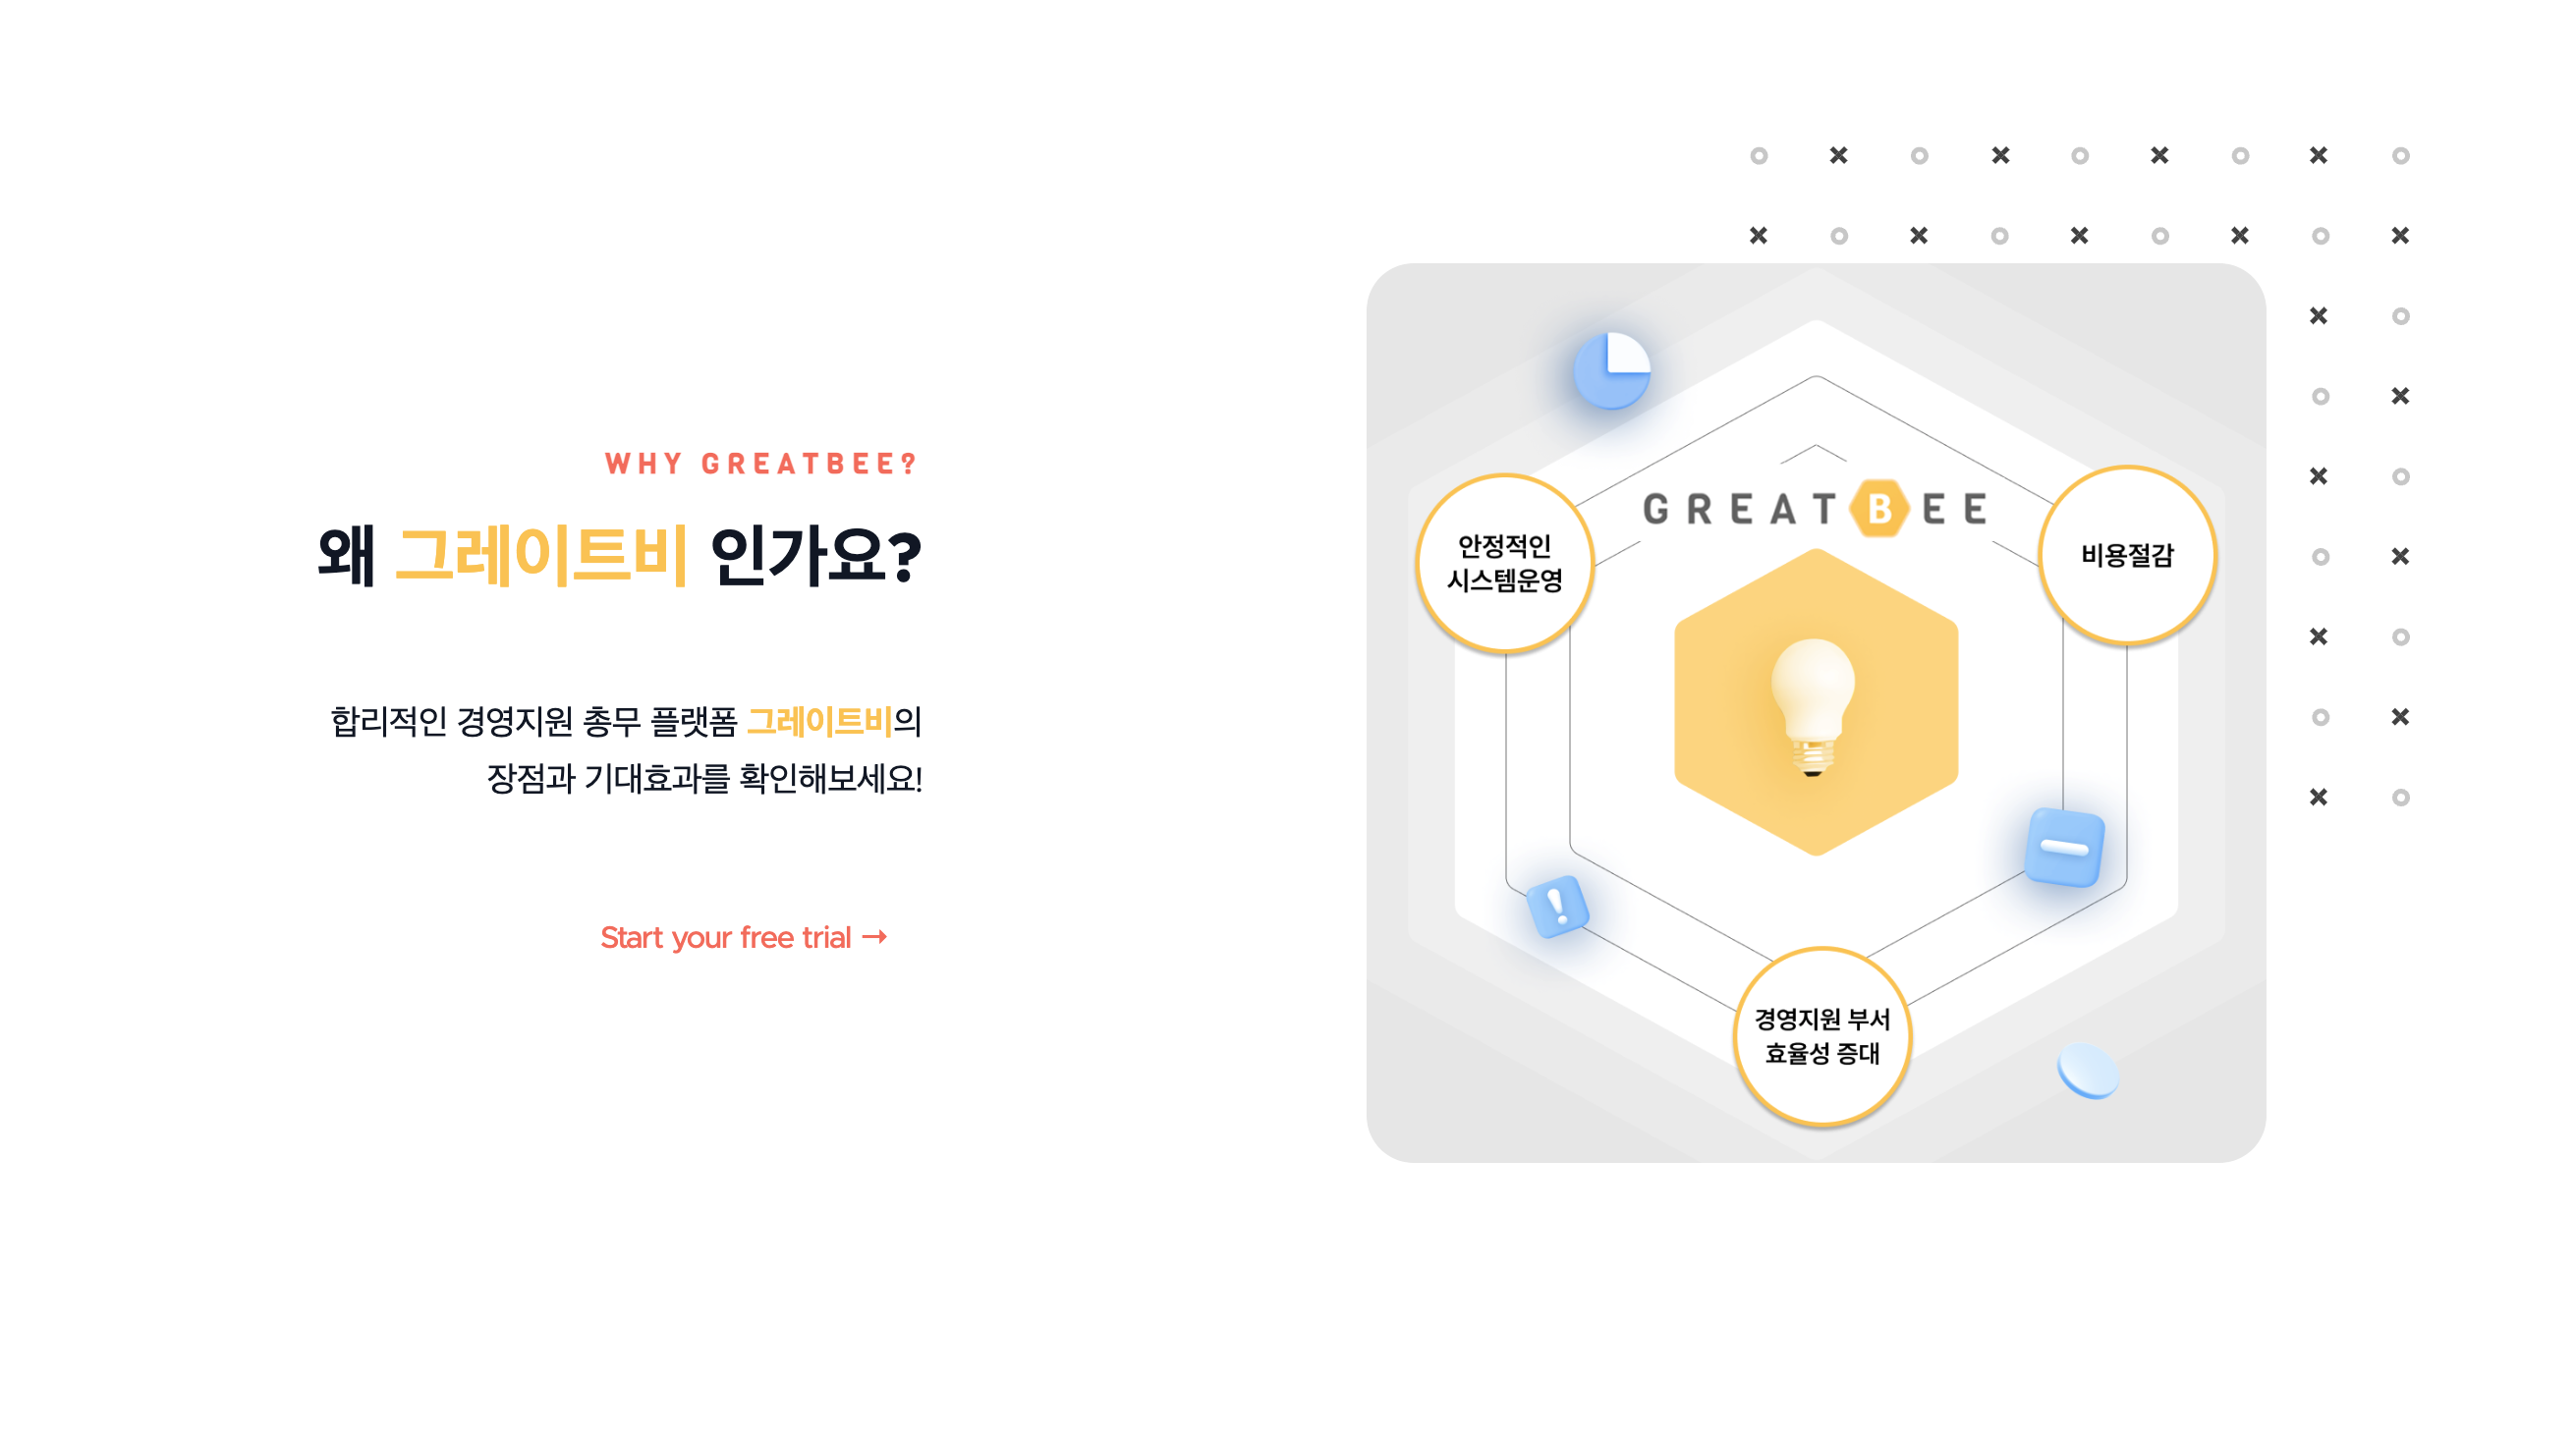 WHY GREATBEE?
왜 그레이트비 인가요?
합리적인 경영지원 총무 플랫폼 그레이트비의
장점과 기대효과를 확인해보세요!
Start your free trial →
GREATBEE
안정적인
시스템운영
비용절감
경영지원 부서
효율성 증대